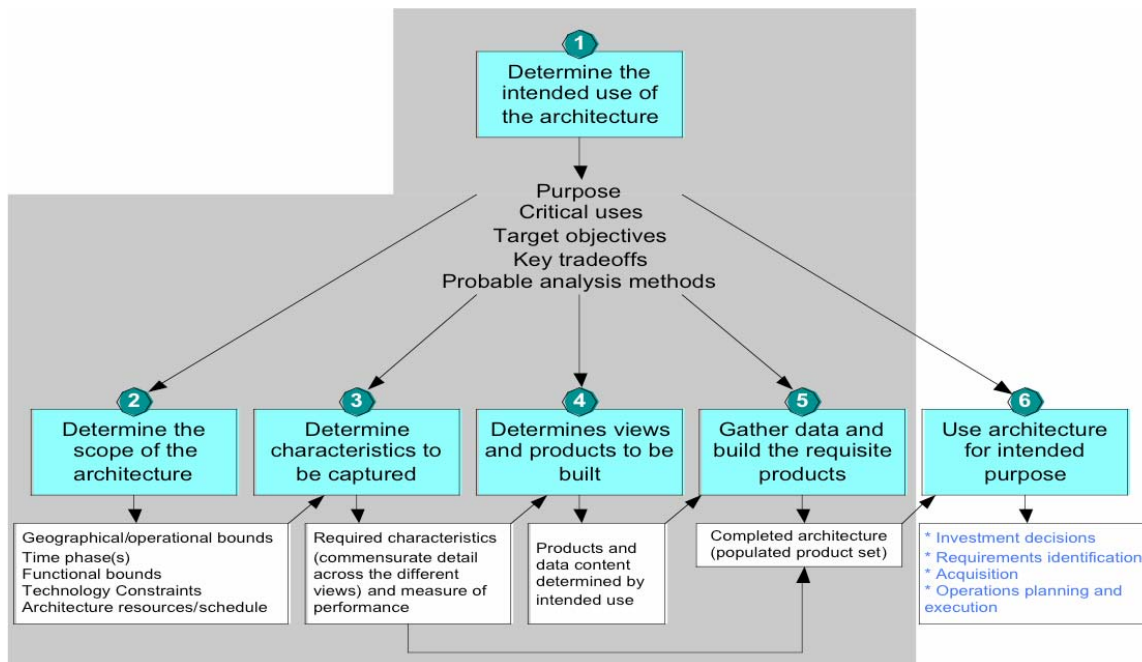 1
Determine the
intended use of
the architecture
Purpose
Critical uses
Target objectives
Key tradeoffs
Probable analysis methods
2
Determine the
scope of the
architecture
3
Determine
characteristics to
be captured
4
Determines views
and products to be
built
5
Gather data and
build the requisite
products
6
Use architecture
for intended
purpose
Geographical/operational bounds
Time phase(s)
Functional bounds
Technology Constraints
Architecture resources/schedule
Required characteristics
(commensurate detail
across the different
views) and measure of
performance
Products and
data content
determined by
intended use
Completed architecture
(populated product set)
* Investment decisions
* Requirements identification
* Acquisition
* Operations planning and
execution